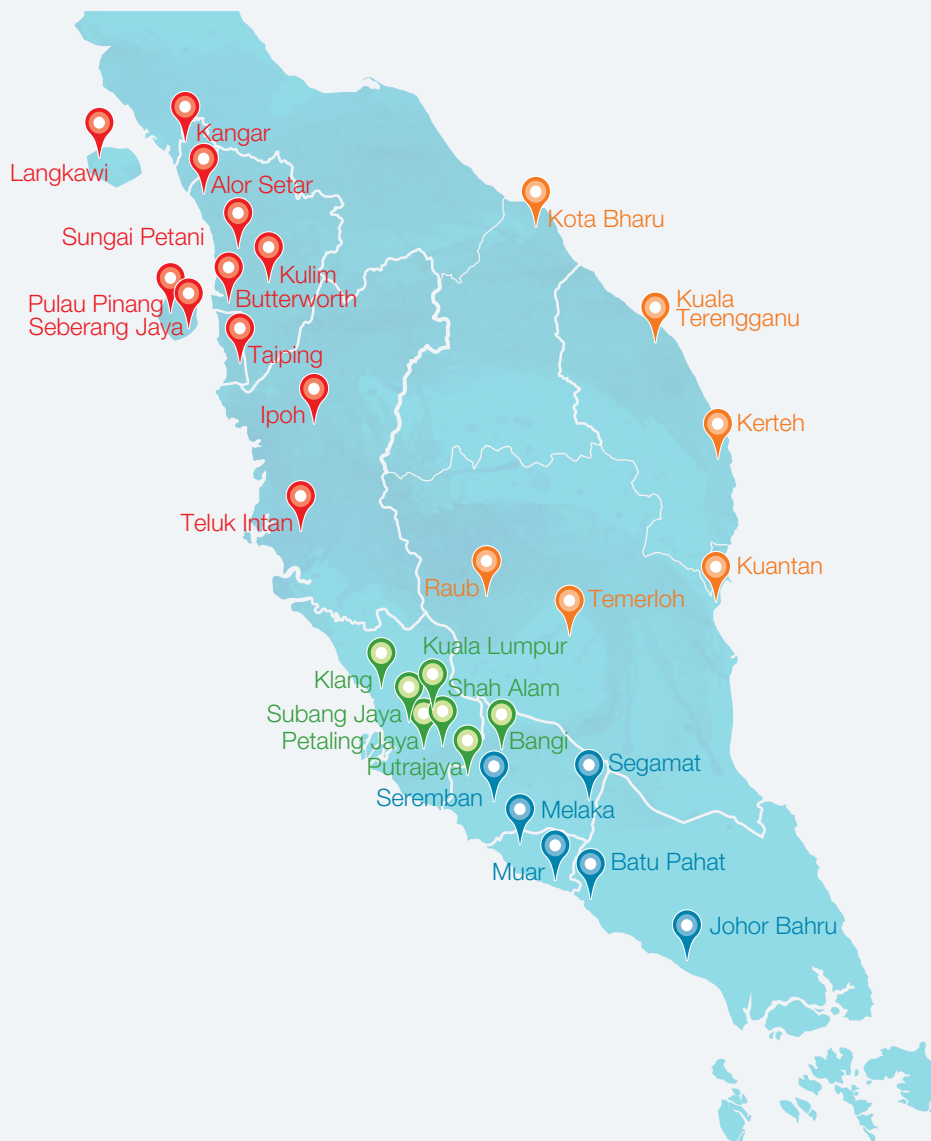 Kangar
Langkawi
Alor Setar
Kota Bharu
Sungai Petani
Kulim
Butterworth
Pulau Pinang
Seberang Jaya
Kuala
Terengganu
Taiping
Ipoh
Kerteh
Teluk Intan
Kuantan
Raub
Temerloh
Kuala Lumpur
Klang
Shah Alam
Subang Jaya
Petaling Jaya
Bangi
Putrajaya
Segamat
Seremban
Melaka
Muar
Batu Pahat
Johor Bahru